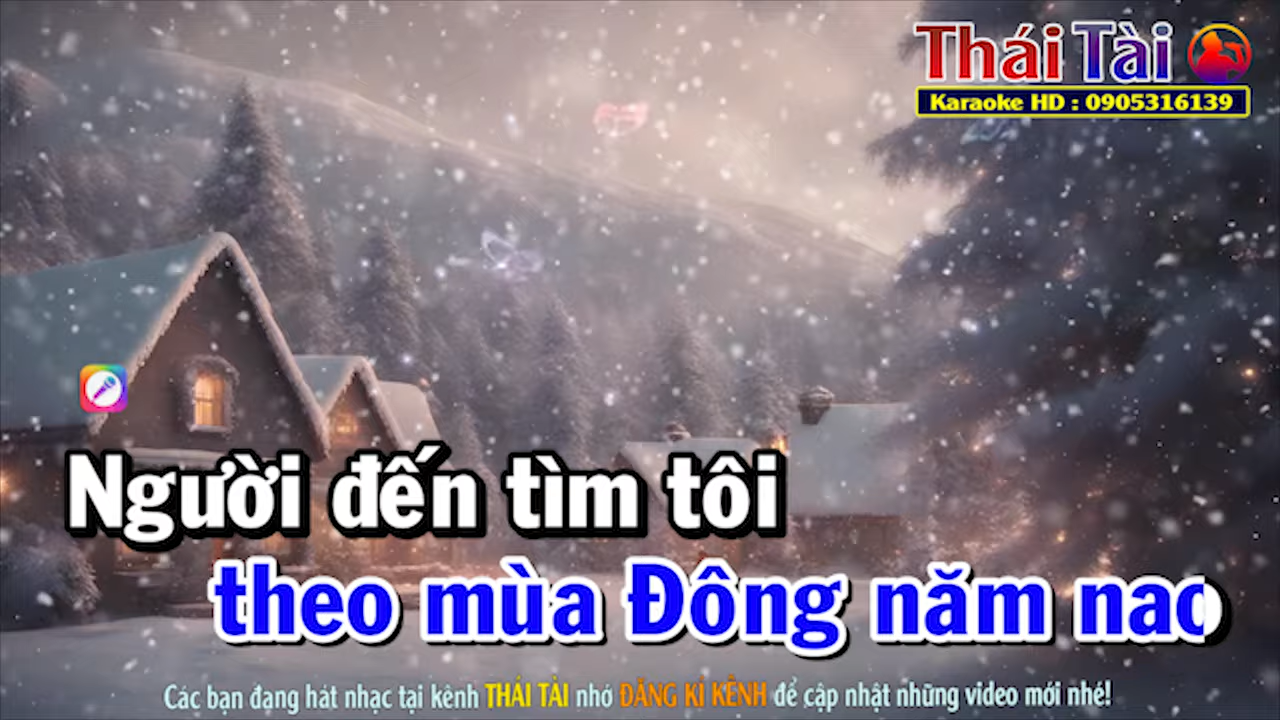 Thái Tài
Karaoke HD : 0905316139
Người đến tìm tôi
theo mùa Đông năm nao
Các bạn đang hát nhạc tại kênh THÁI TÀI nhớ ĐĂNG KÍ KÊNH để cập nhật những video mới nhé!